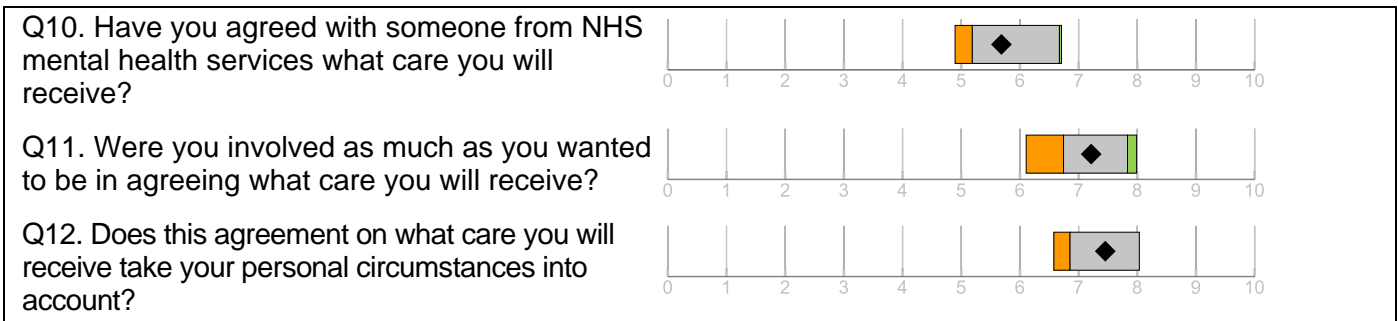 Q10. Have you agreed with someone from NHS
mental health services what care you will
receive?
0 1 2 3 4 5 6 7 8 9 10
Q11. Were you involved as much as you wanted
to be in agreeing what care you will receive?
0 1 2 3 4 5 6 7 8 9 10
Q12. Does this agreement on what care you will
receive take your personal circumstances into
account?
0 1 2 3 4 5 6 7 8 9 10